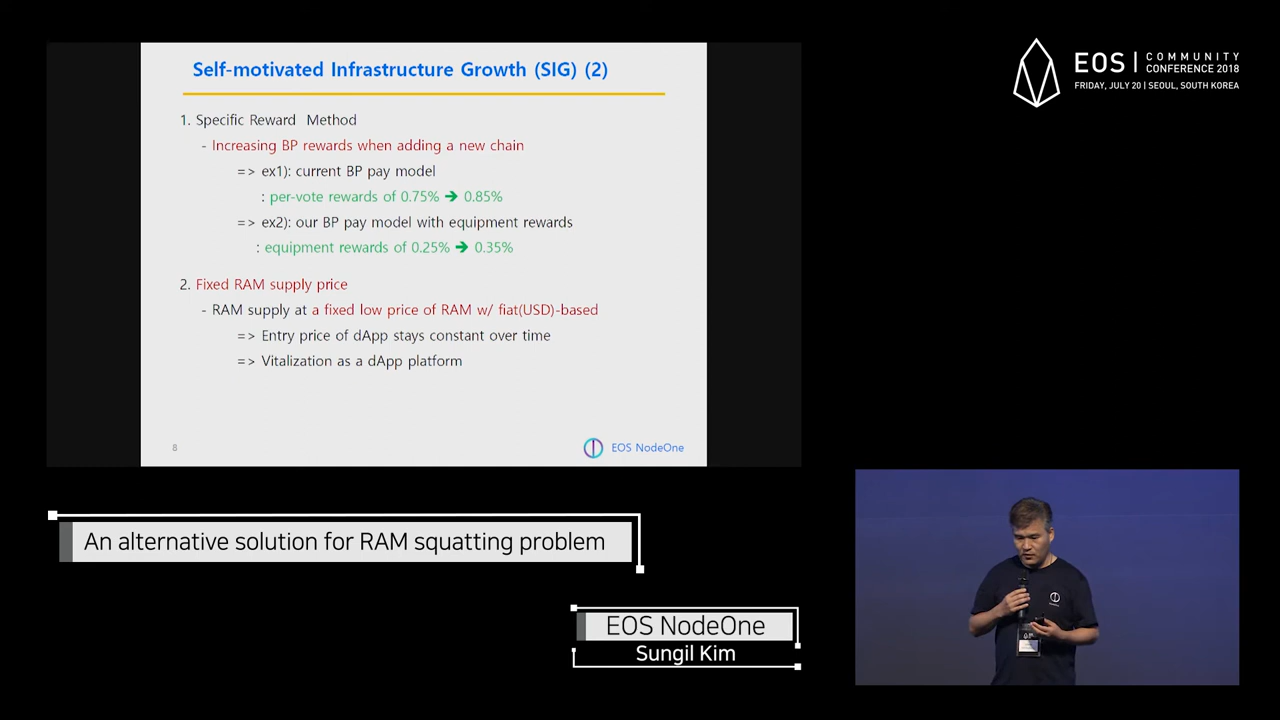 Self-motivated Infrastructure Growth (SIG) (2)
1. Specific Reward Method
- Increasing BP rewards when adding a new chain
=> ex1): current BP pay model
: per-vote rewards of 0.75% → 0.85%
=> ex2): our BP pay model with equipment rewards
: equipment rewards of 0.25% → 0.35%
2. Fixed RAM supply price
- RAM supply at a fixed low price of RAM w/ fiat(USD)-based
=> Entry price of dApp stays constant over time
=> Vitalization as a dApp platform
8
EOS NodeOne
EOS | COMMUNITY
CONFERENCE 2018
FRIDAY, JULY 20 | SEOUL, SOUTH KOREA
An alternative solution for RAM squatting problem
EOS NodeOne
Sungil Kim